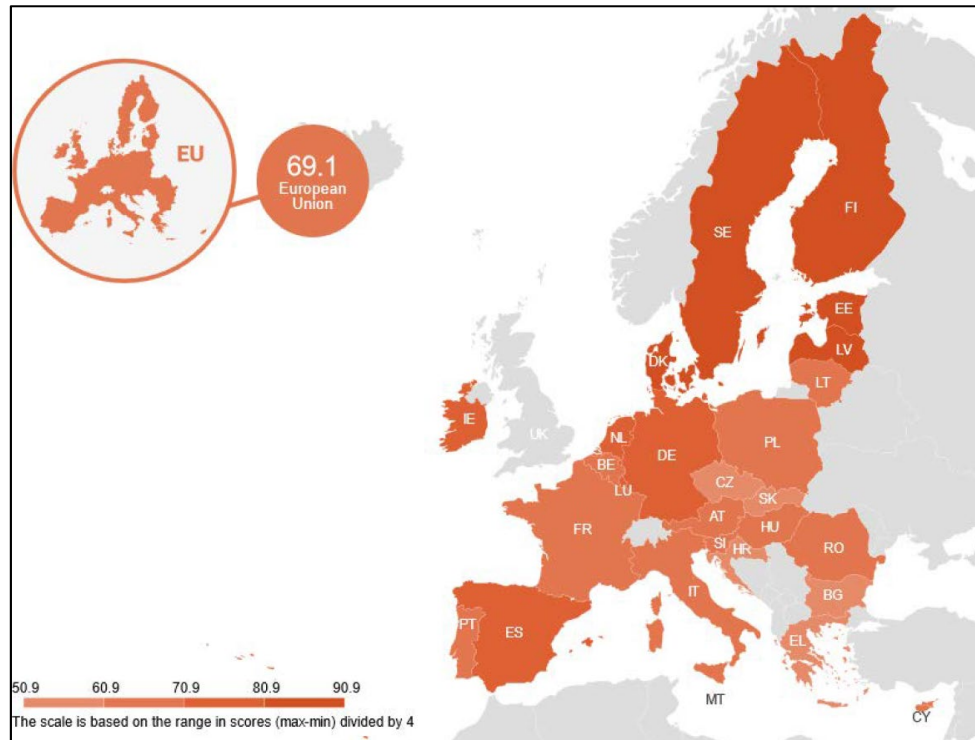 EU
69.1
European
Union
SE
FI
EE
LV
LT
DK
IE
UK
NL
BE
LU
DE
PL
CZ
SK
AT
HU
FR
SI
HR
RO
BG
IT
PT
ES
EL
MT
CY
50.9 60.9 70.9 80.9 90.9
The scale is based on the range in scores (max-min) divided by 4